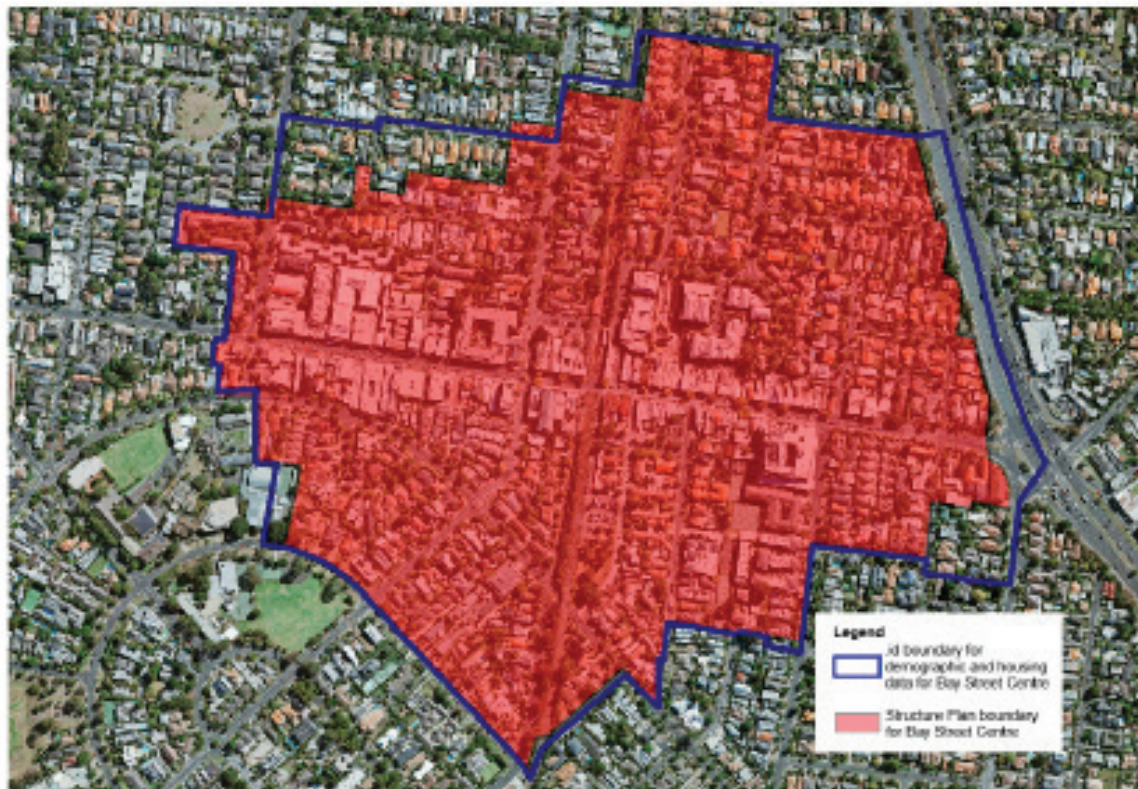 Legend
.id boundary for
demographic and housing
data for Bay Street Centre
Structure Plan boundary
for Bay Street Centre